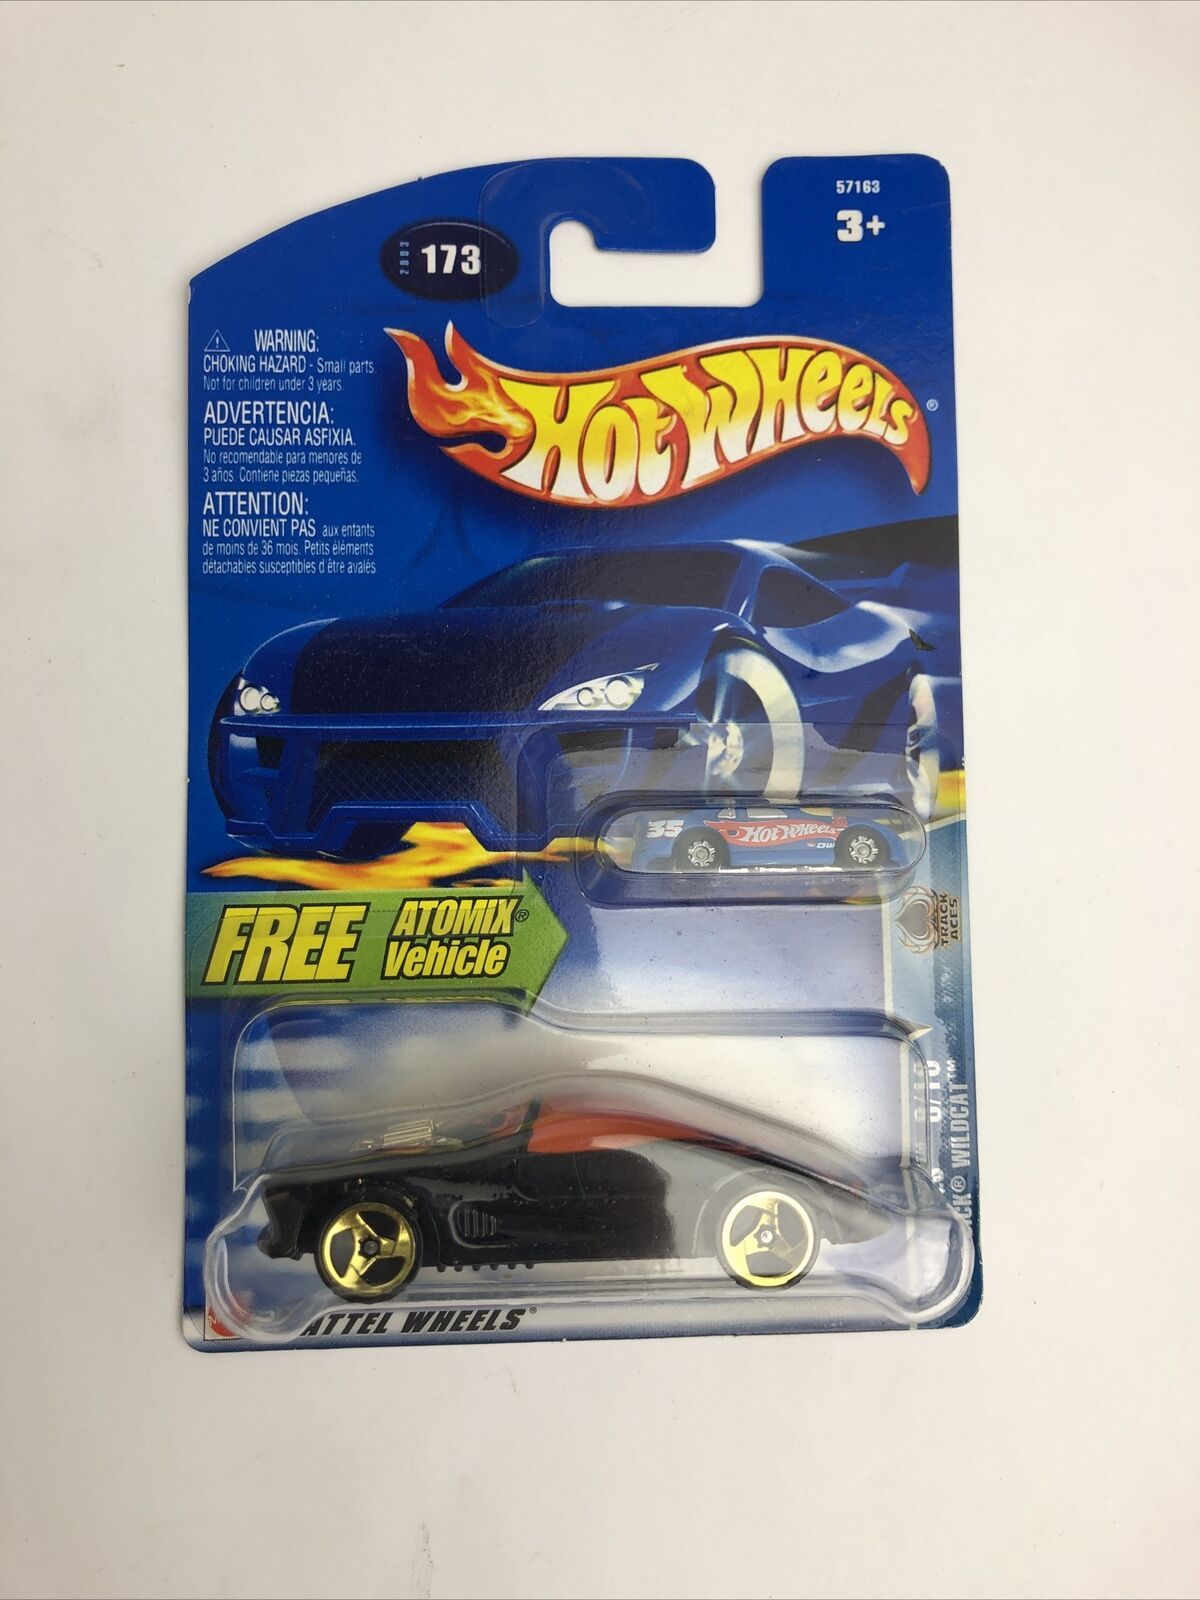 57163
3+
2003
173
WARNING:
CHOKING HAZARD - Small parts
Not for children under 3 years.
ADVERTENCIA:
PUEDE CAUSAR ASFIXIA.
No recomendable para menores de
3 años. Contiene piezas pequeñas.
ATTENTION:
NE CONVIENT PAS aux enfants
de moins de 36 mois. Petits éléments
détachables susceptibles d'être avalés.
HOT WHEELS®
35
HOT WHEELS
FREE
ATOMIX®
Vehicle
TRACK
ACES
WILDCAT™
ATTEL WHEELS®